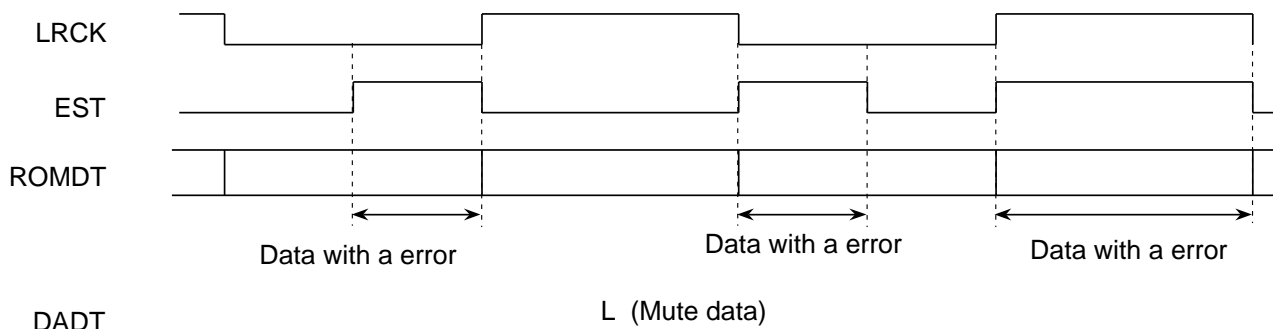 LRCK
EST
ROMDT
Data with a error
Data with a error
Data with a error
L (Mute data)
DADT